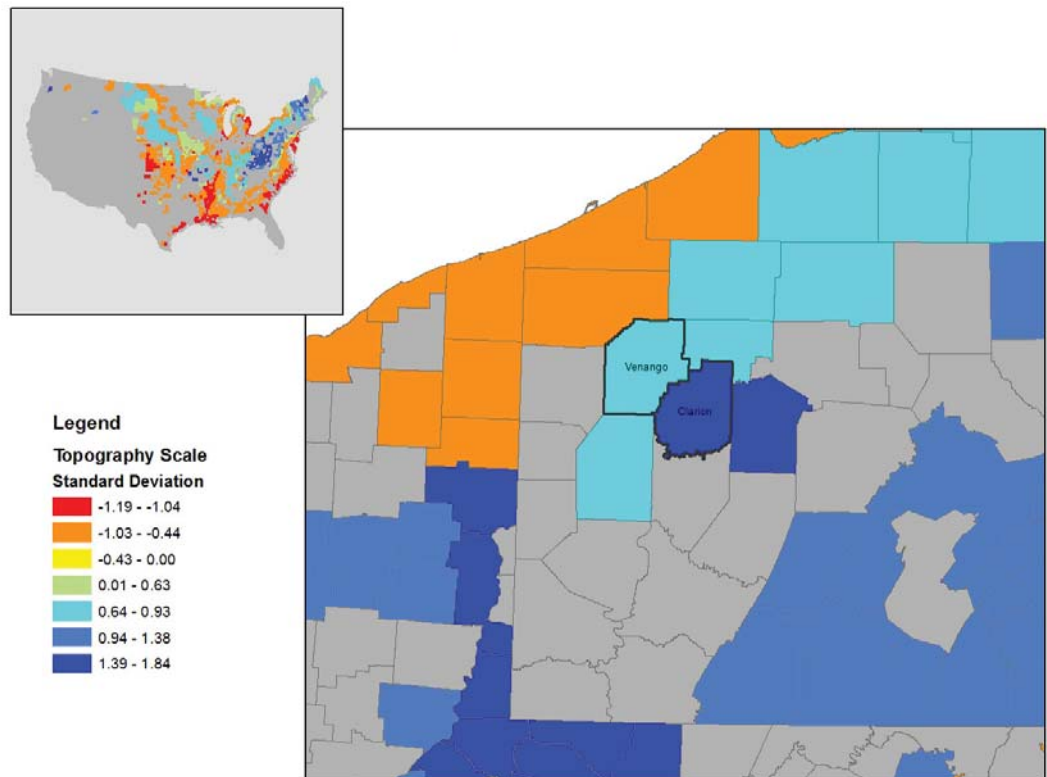 Venango
Clarion
Legend
Topography Scale
Standard Deviation
-1.19 - -1.04
-1.03 - -0.44
-0.43 - 0.00
0.01 - 0.63
0.64 - 0.93
0.94 - 1.38
1.39 - 1.84